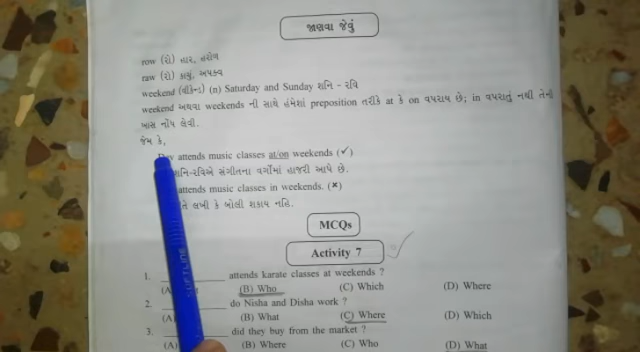 જાણવા જેવું
row (રો) હાર, હરોળ
raw (રો) કાચું, અપક્વ
weekend (વીકેન્ડ) (n) Saturday and Sunday શનિ - રવિ
weekend અથવા weekends ની સાથે હંમેશાં preposition તરીકે at કે on વપરાય છે; in વપરાતું નથી તેની
ખાસ નોંધ લેવી.
જેમ કે,
attends music classes at/on weekends (✓)
શનિ-રવિએ સંગીતના વર્ગોમાં હાજરી આપે છે.
attends music classes in weekends. (✗)
લખી કે બોલી શકાય નહિ.
MCQs
Activity 7
1. ________ attends karate classes at weekends ?
(B) Who (C) Which (D) Where
2. ________ do Nisha and Disha work ?
(A) (B) What (C) Where (D) Which
3. ________ did they buy from the market ?
(A) (B) Where (C) Who (D) What
SOFTLINE